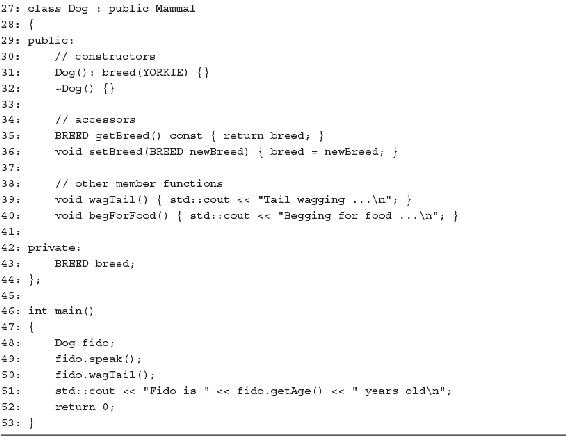 27: class Dog : public Mammal
28: {
29: public:
30:     // constructors
31:     Dog(): breed(YORKIE) {}
32:     ~Dog() {}
33:
34:     // accessors
35:     BREED getBreed() const { return breed; }
36:     void setBreed(BREED newBreed) { breed = newBreed; }
37:
38:     // other member functions
39:     void wagTail() { std::cout << "Tail wagging ...\n"; }
40:     void begForFood() { std::cout << "Begging for food ...\n"; }
41:
42: private:
43:     BREED breed;
44: };
45:
46: int main()
47: {
48:     Dog fido;
49:     fido.speak();
50:     fido.wagTail();
51:     std::cout << "Fido is " << fido.getAge() << " years old\n";
52:     return 0;
53: }